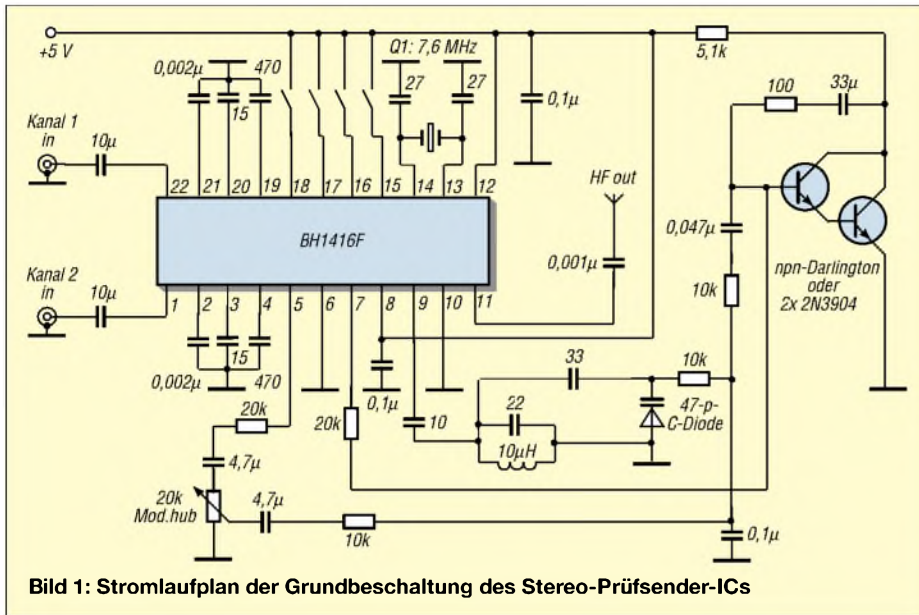 +5 V
0,002µ
470
15
Q1: 7,6 MHz
27
27
0,1µ
5,1k
100
33µ
Kanal 1
in
10µ
22
21
20
19
18
17
16
15
14
13
12
BH1416F
HF out
0,001µ
0,047µ
10k
npn-Darlington
oder
2x 2N3904
Kanal 2
in
10µ
1
2
3
4
5
6
7
8
9
10
11
0,002µ
15
470
0,1µ
10
33
10k
22
10µH
47-p-
C-Diode
20k
20k
4,7µ
20k
Mod.hub
4,7µ
10k
0,1µ
Bild 1: Stromlaufplan der Grundbeschaltung des Stereo-Prüfsender-ICs